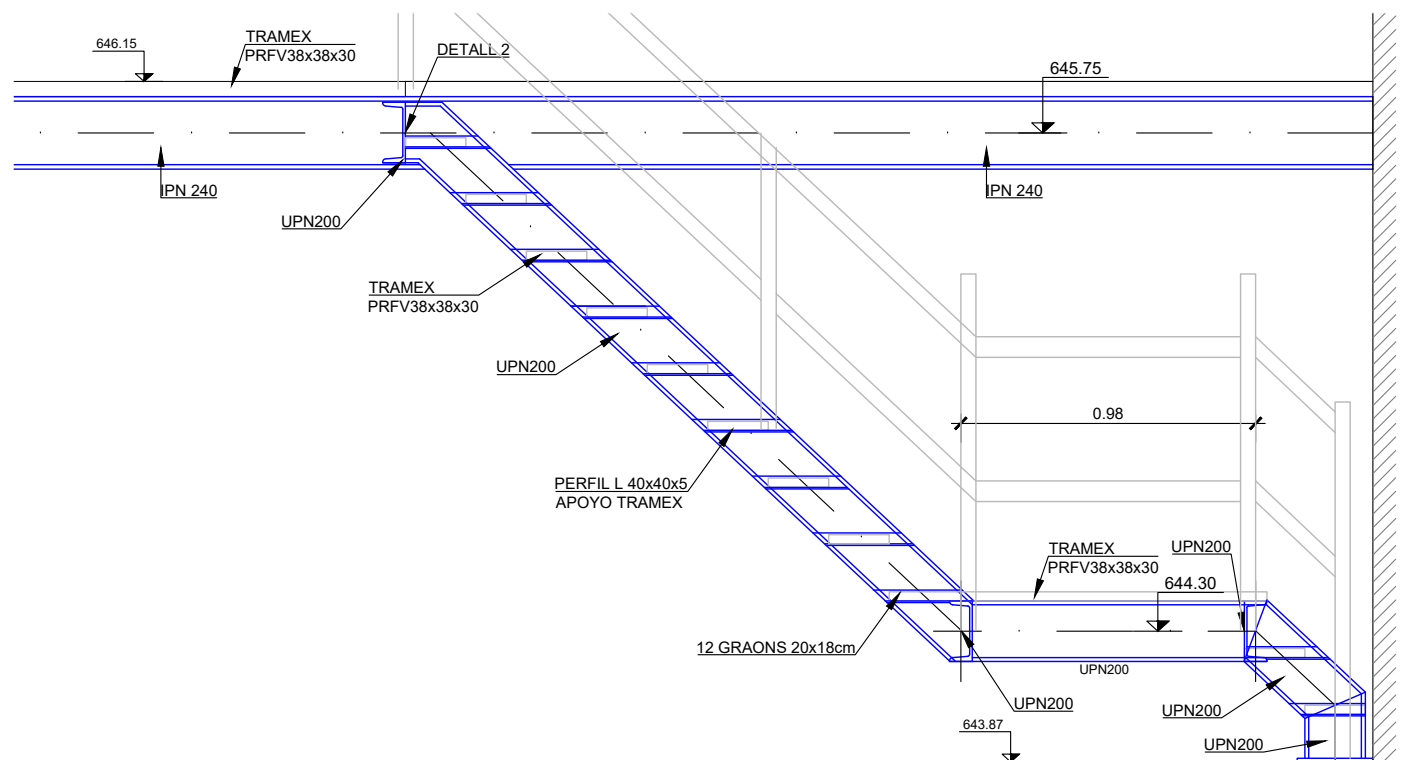 646.15
TRAMEX
PRFV38x38x30
DETALL 2
645.75
IPN 240
IPN 240
UPN200
TRAMEX
PRFV38x38x30
UPN200
0.98
PERFIL L 40x40x5
APOYO TRAMEX
TRAMEX
PRFV38x38x30
UPN200
644.30
12 GRAONS 20x18cm
UPN200
UPN200
UPN200
643.87
UPN200